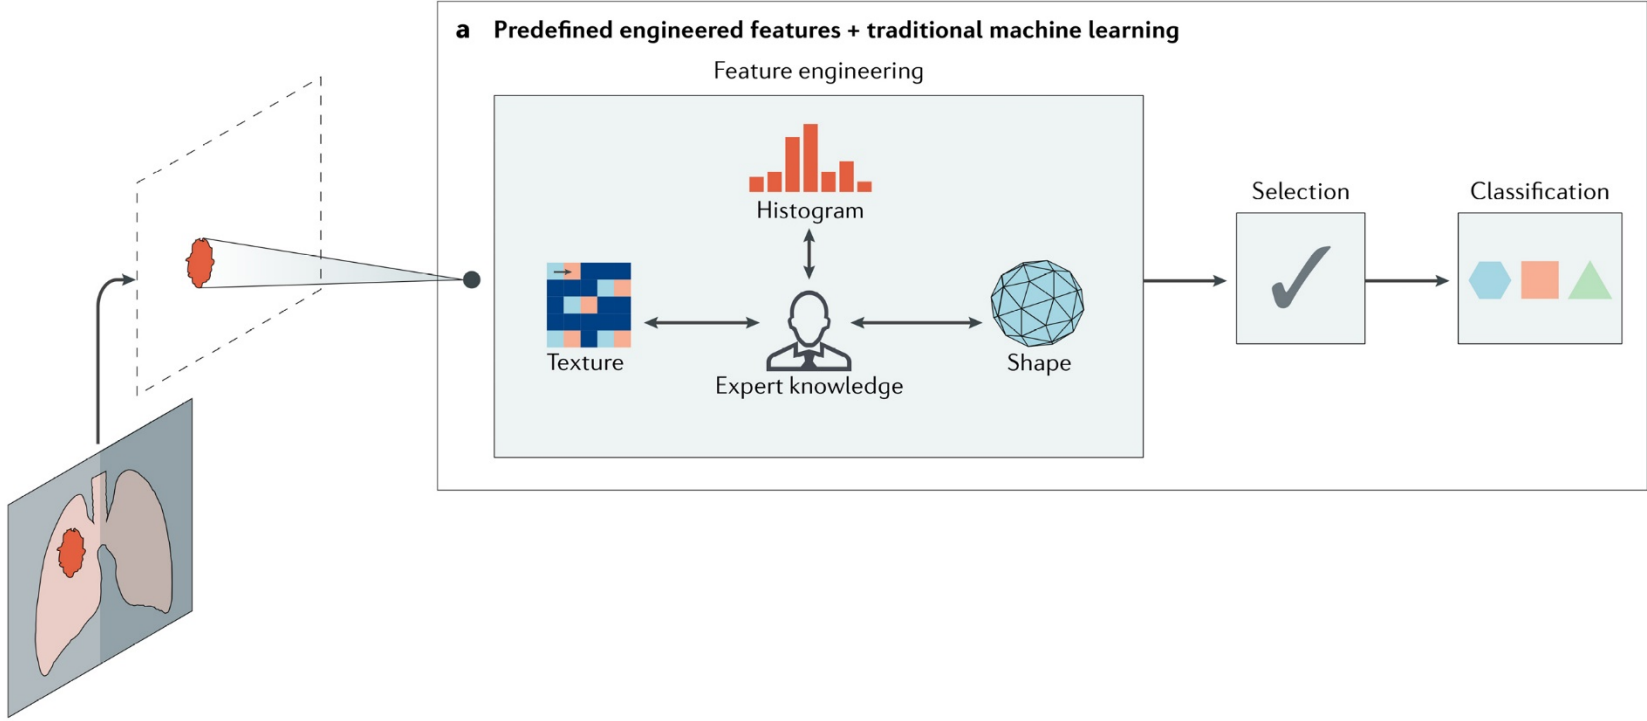 a Predefined engineered features + traditional machine learning
Feature engineering
Histogram
Texture
Expert knowledge
Shape
Selection
Classification